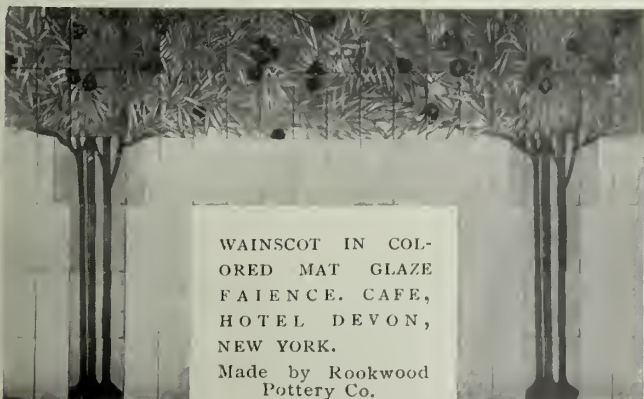 WAINSCOT IN COL-
ORED MAT GLAZE
FAIENCE. CAFE,
HOTEL DEVON,
NEW YORK.
Made by Rookwood
Pottery Co.